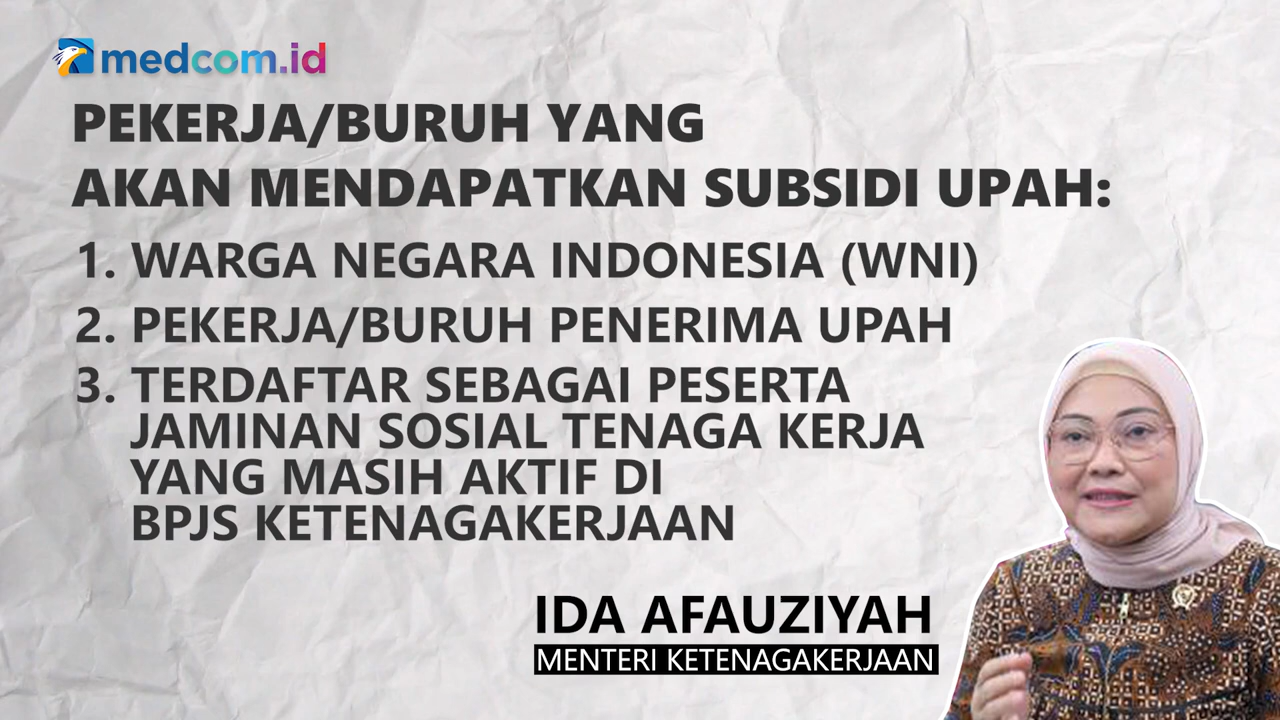 medcom.id
PEKERJA/BURUH YANG
AKAN MENDAPATKAN SUBSIDI UPAH:
1. WARGA NEGARA INDONESIA (WNI)
2. PEKERJA/BURUH PENERIMA UPAH
3. TERDAFTAR SEBAGAI PESERTA
JAMINAN SOSIAL TENAGA KERJA
YANG MASIH AKTIF DI
BPJS KETENAGAKERJAAN
IDA AFAUZIYAH
MENTERI KETENAGAKERJAAN